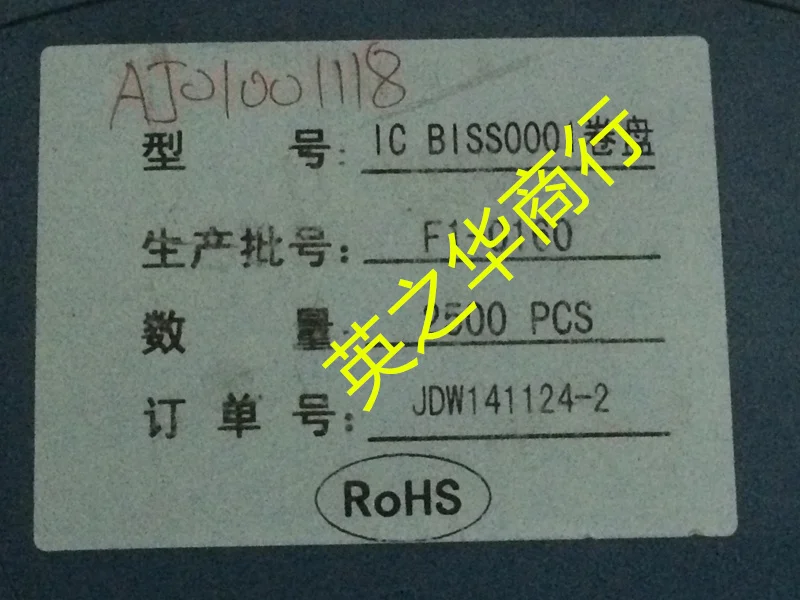 AJ01001118
型 号: IC BISS0001卷盘
生产批号:
数 量: 2500 PCS
订 单 号: JDW141124-2
RoHS
英之华商行